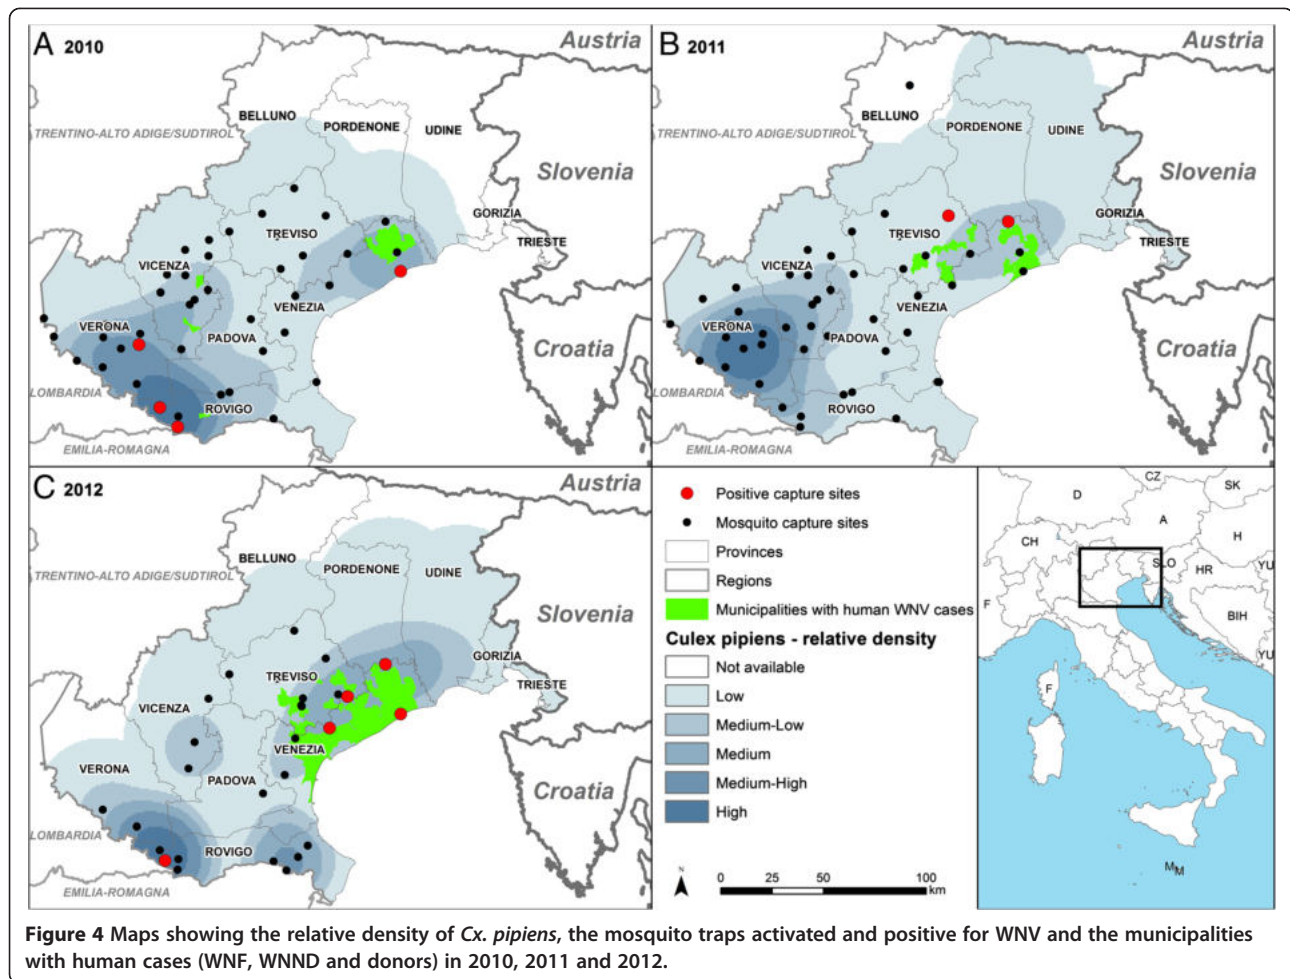 A 2010
Austria
BELLUNO
PORDENONE
UDINE
TRENTINO-ALTO ADIGE/SUDTIROL
Slovenia
GORIZIA
TREVISO
TRIESTE
VICENZA
VENEZIA
VERONA
PADOVA
Croatia
LOMBARDIA
ROVIGO
EMILIA-ROMAGNA
B 2011
Austria
BELLUNO
PORDENONE
UDINE
TRENTINO-ALTO ADIGE/SUDTIROL
Slovenia
GORIZIA
TREVISO
TRIESTE
VICENZA
VENEZIA
VERONA
PADOVA
Croatia
LOMBARDIA
ROVIGO
EMILIA-ROMAGNA
C 2012
Austria
BELLUNO
PORDENONE
UDINE
TRENTINO-ALTO ADIGE/SUDTIROL
Slovenia
GORIZIA
TREVISO
TRIESTE
VICENZA
VENEZIA
VERONA
PADOVA
Croatia
LOMBARDIA
ROVIGO
EMILIA-ROMAGNA
Positive capture sites
Mosquito capture sites
Provinces
Regions
Municipalities with human WNV cases
Culex pipiens - relative density
Not available
Low
Medium-Low
Medium
Medium-High
High
N
0 25 50 100
km
CZ
D
SK
A
CH
H
SLO
HR
YU
F
BIH
YU
F
M
M
Figure 4 Maps showing the relative density of Cx. pipiens, the mosquito traps activated and positive for WNV and the municipalities
with human cases (WNF, WNND and donors) in 2010, 2011 and 2012.